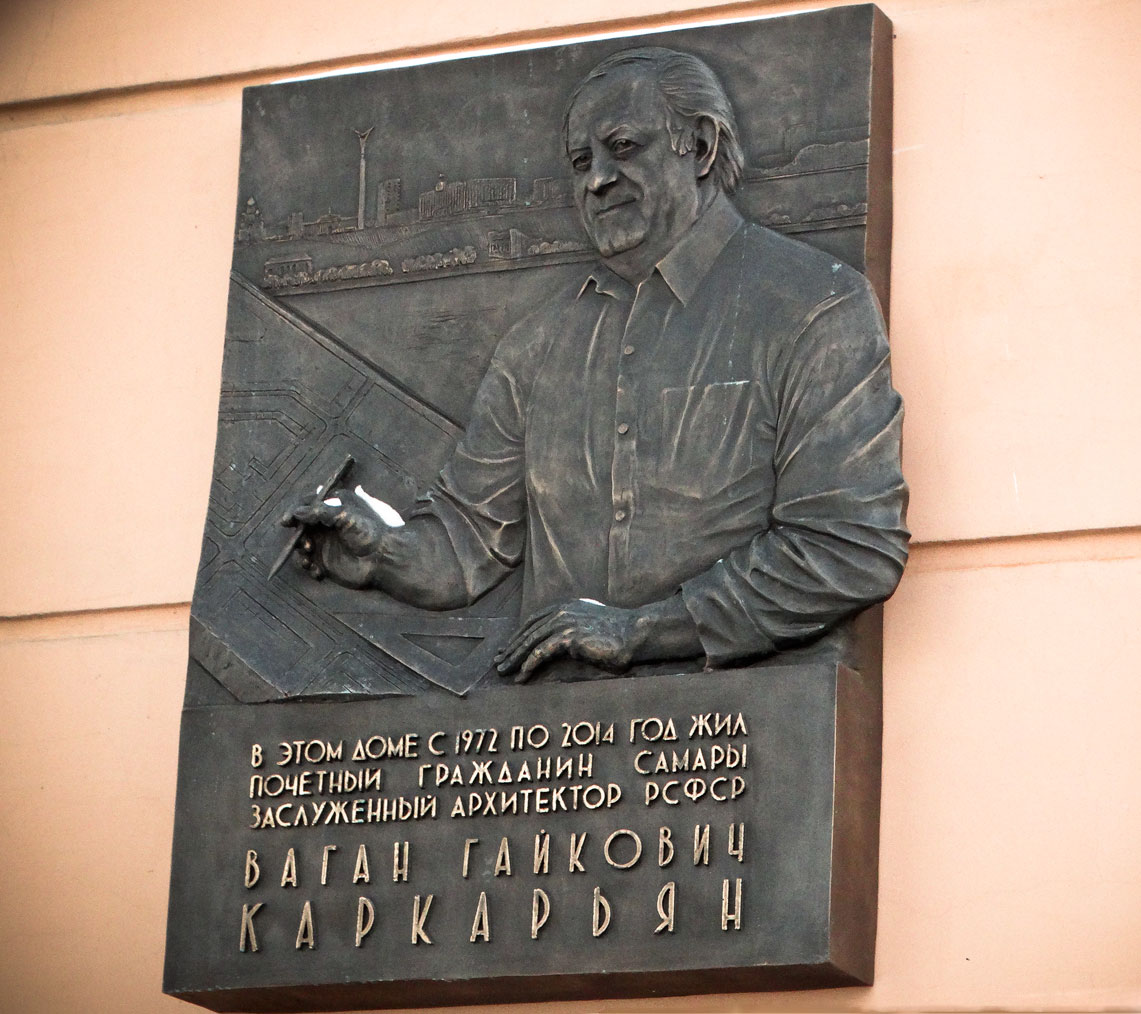 В ЭТОМ ДОМЕ С 1972 ПО 2014 ГОД ЖИЛ
ПОЧЕТНЫЙ ГРАЖДАНИН САМАРЫ
ЗАСЛУЖЕННЫЙ АРХИТЕКТОР РСФСР
ВАГАН ГАЙКОВИЧ
КАРКАРЬЯН